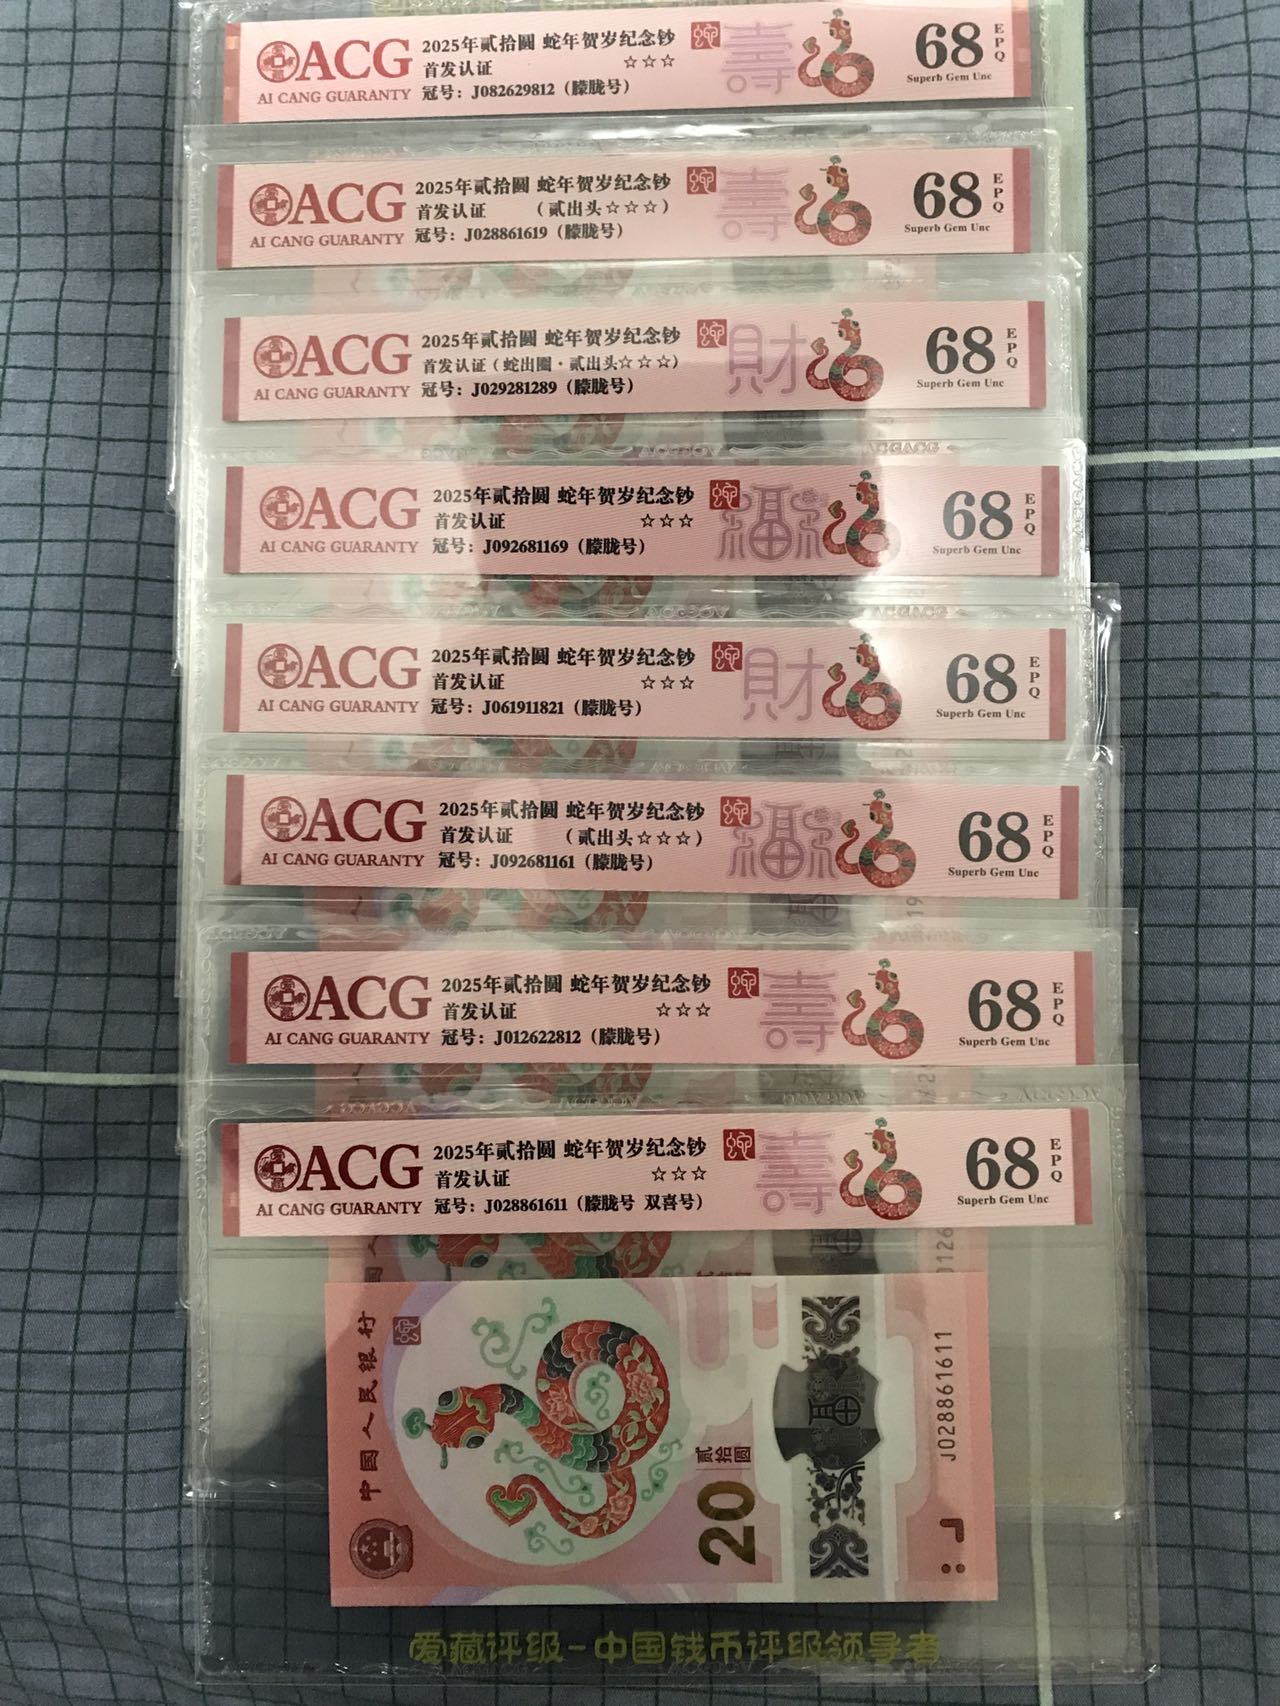 ACG 2025年贰拾圆 蛇年贺岁纪念钞 蛇 壽 68 EPQ
首发认证 ☆☆☆ Superb Gem Unc
AI CANG GUARANTY 冠号：J082629812（朦胧号）
ACG 2025年贰拾圆 蛇年贺岁纪念钞 蛇 壽 68 EPQ
首发认证 （贰出头☆☆☆） Superb Gem Unc
AI CANG GUARANTY 冠号：J028861619（朦胧号）
ACG 2025年贰拾圆 蛇年贺岁纪念钞 蛇 財 68 EPQ
首发认证（蛇出圈·贰出头☆☆☆） Superb Gem Unc
AI CANG GUARANTY 冠号：J029281289（朦胧号）
ACG 2025年贰拾圆 蛇年贺岁纪念钞 蛇 福 68 EPQ
首发认证 ☆☆☆ Superb Gem Unc
AI CANG GUARANTY 冠号：J092681169（朦胧号）
ACG 2025年贰拾圆 蛇年贺岁纪念钞 蛇 財 68 EPQ
首发认证 ☆☆☆ Superb Gem Unc
AI CANG GUARANTY 冠号：J061911821（朦胧号）
ACG 2025年贰拾圆 蛇年贺岁纪念钞 蛇 福 68 EPQ
首发认证 （贰出头☆☆☆） Superb Gem Unc
AI CANG GUARANTY 冠号：J092681161（朦胧号）
ACG 2025年贰拾圆 蛇年贺岁纪念钞 蛇 壽 68 EPQ
首发认证 ☆☆☆ Superb Gem Unc
AI CANG GUARANTY 冠号：J012622812（朦胧号）
ACG 2025年贰拾圆 蛇年贺岁纪念钞 蛇 壽 68 EPQ
首发认证 ☆☆☆ Superb Gem Unc
AI CANG GUARANTY 冠号：J028861611（朦胧号 双喜号）
中国人民银行
蛇
贰拾圆
20
J028861611
爱藏评级-中国钱币评级领导者